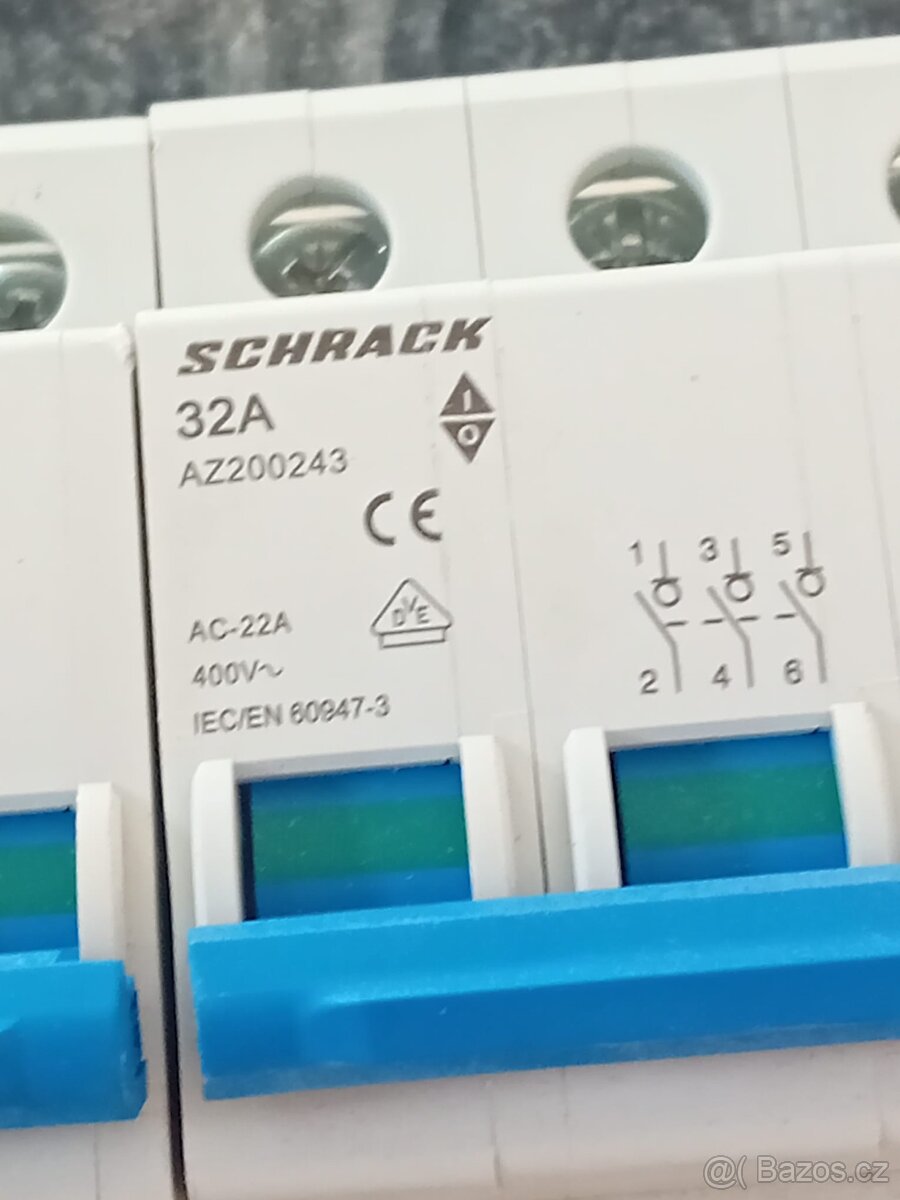 SCHRACK
32A
I
O
AZ200243
CE
AC-22A
DVE
400V~
IEC/EN 60947-3
1 3 5
2 4 6
@( Bazos.cz